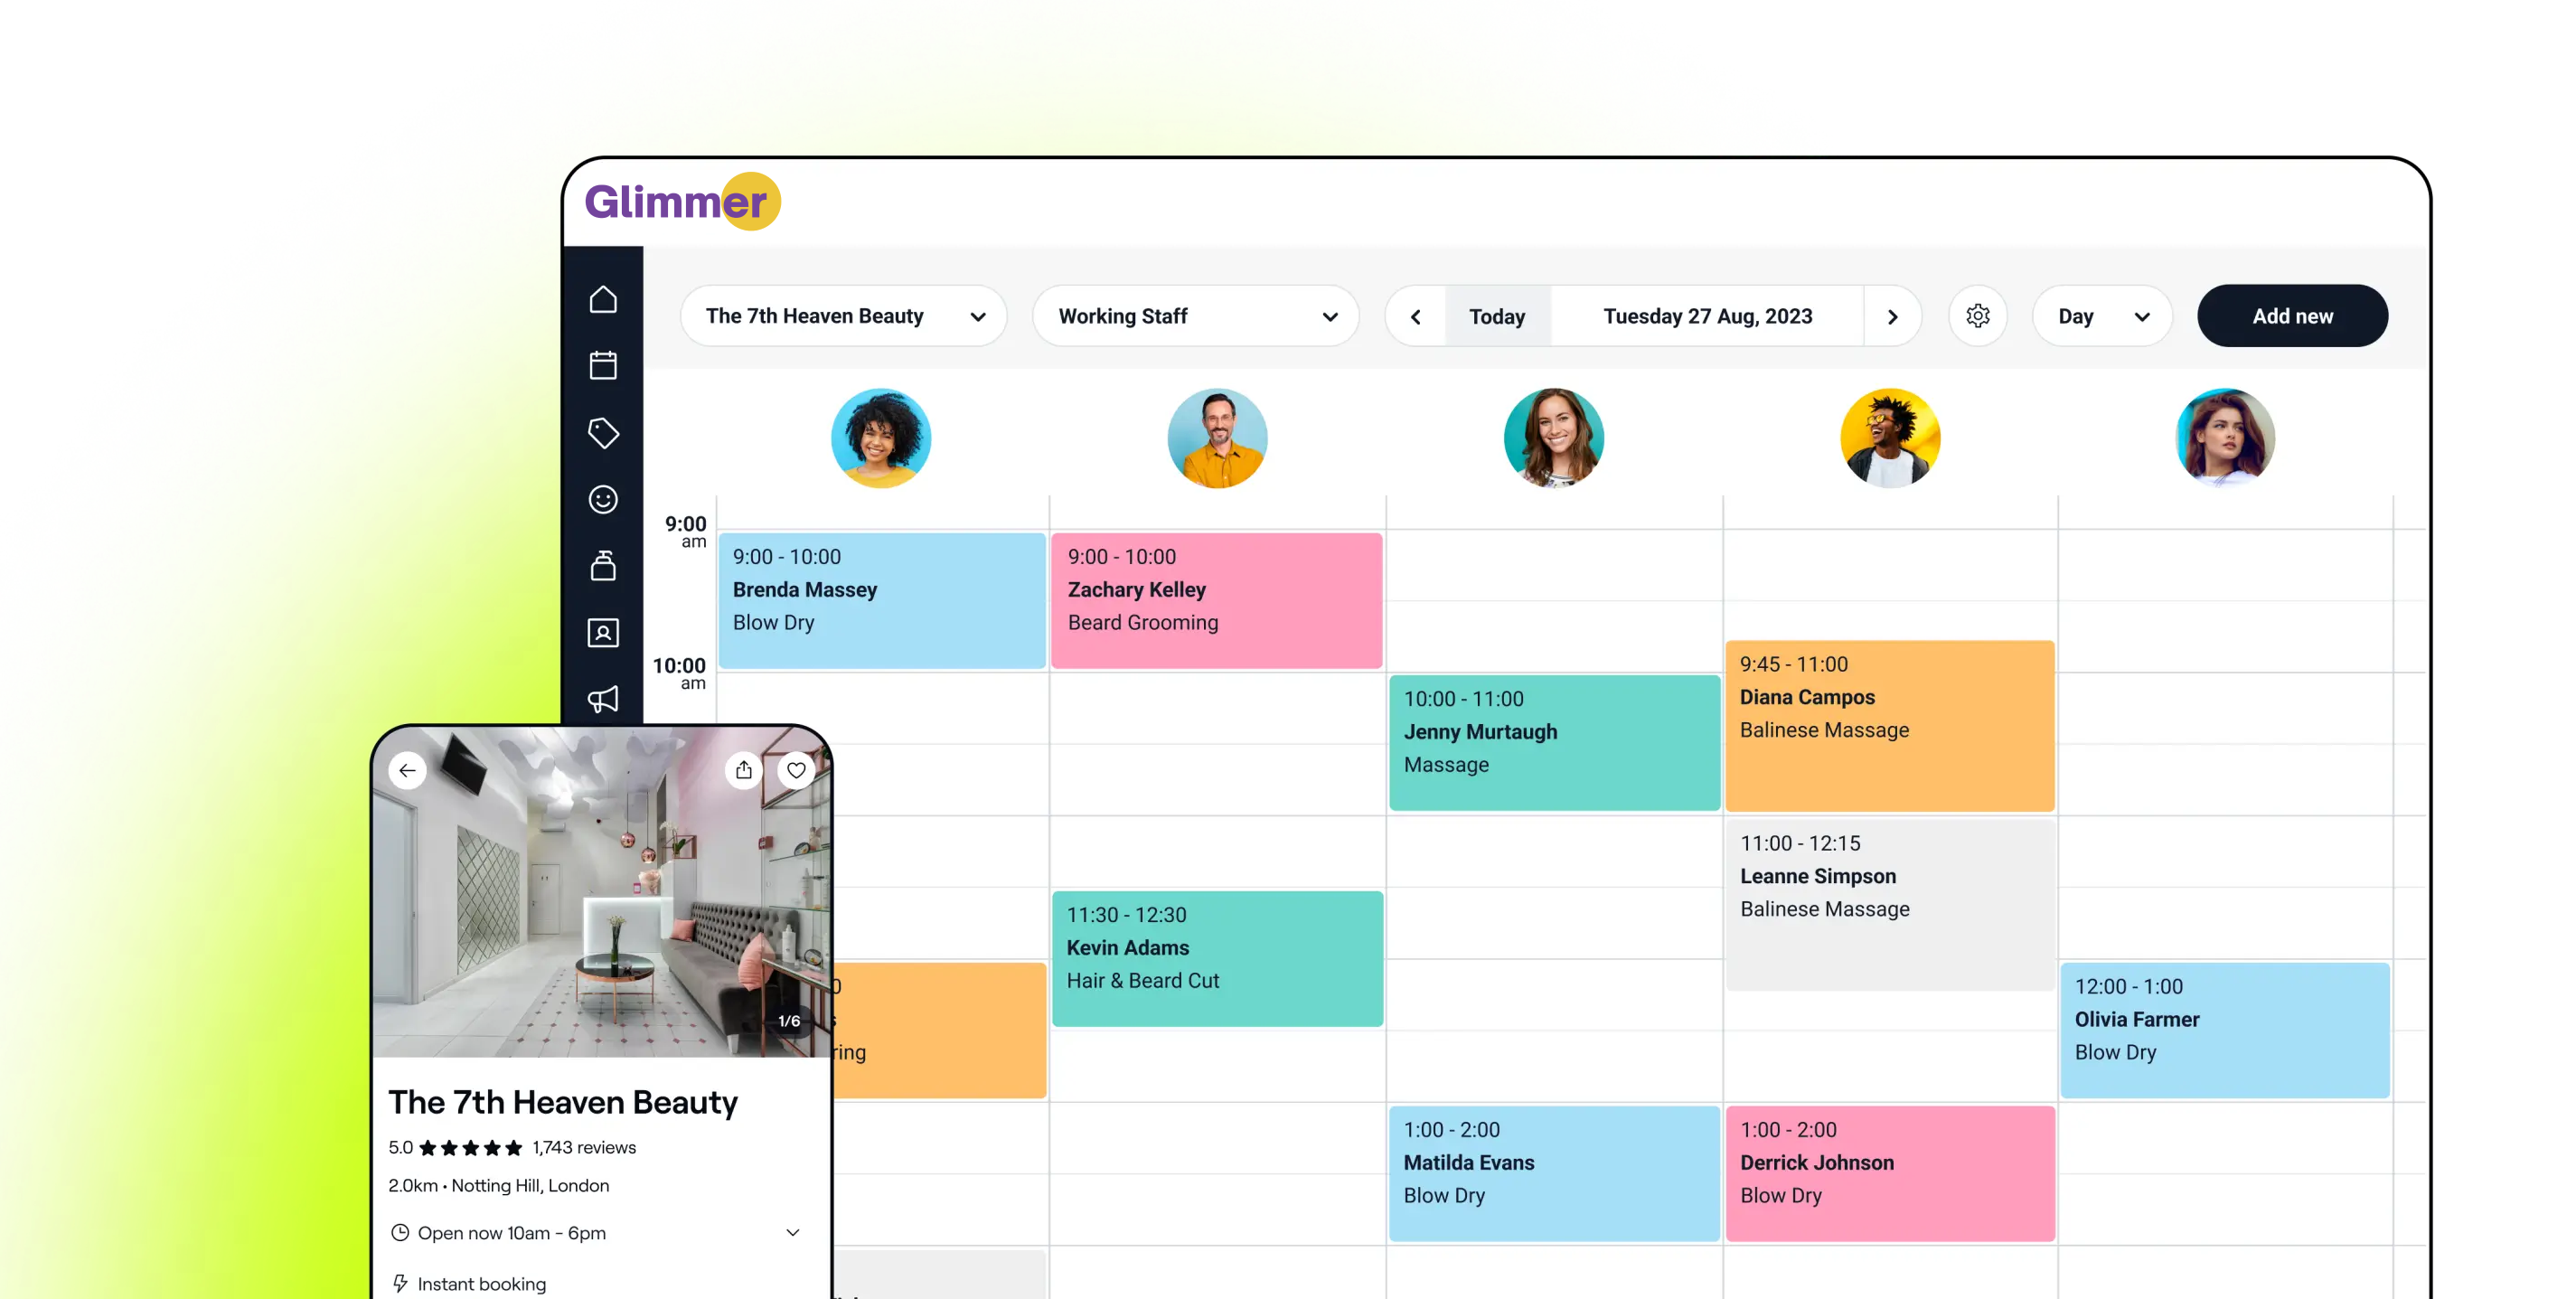 Glimmer
The 7th Heaven Beauty
Working Staff
Today
Tuesday 27 Aug, 2023
Day
Add new
9:00
am
9:00 - 10:00
Brenda Massey
Blow Dry
9:00 - 10:00
Zachary Kelley
Beard Grooming
10:00
am
9:45 - 11:00
Diana Campos
Balinese Massage
10:00 - 11:00
Jenny Murtaugh
Massage
11:00 - 12:15
Leanne Simpson
Balinese Massage
11:30 - 12:30
Kevin Adams
Hair & Beard Cut
12:00 - 1:00
Olivia Farmer
Blow Dry
1:00 - 2:00
Matilda Evans
Blow Dry
1:00 - 2:00
Derrick Johnson
Blow Dry
1/6
The 7th Heaven Beauty
5.0 ★★★★★ 1,743 reviews
2.0km • Notting Hill, London
Open now 10am - 6pm
Instant booking